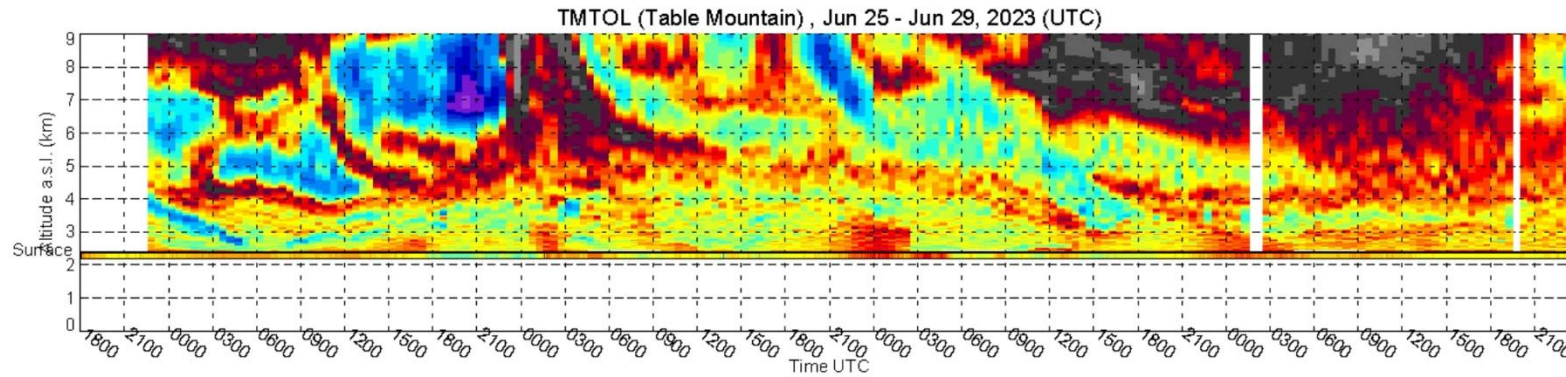 TMTOL (Table Mountain) , Jun 25 - Jun 29, 2023 (UTC)
Altitude a.s.l. (km)
9
8
7
6
5
4
3
Surface
2
1
0
1800 2100 0000 0300 0600 0900 1200 1500 1800 2100 0000 0300 0600 0900 1200 1500 1800 2100 0000 0300 0600 0900 1200 1500 1800 2100 0000 0300 0600 0900 1200 1500 1800 2100
Time UTC